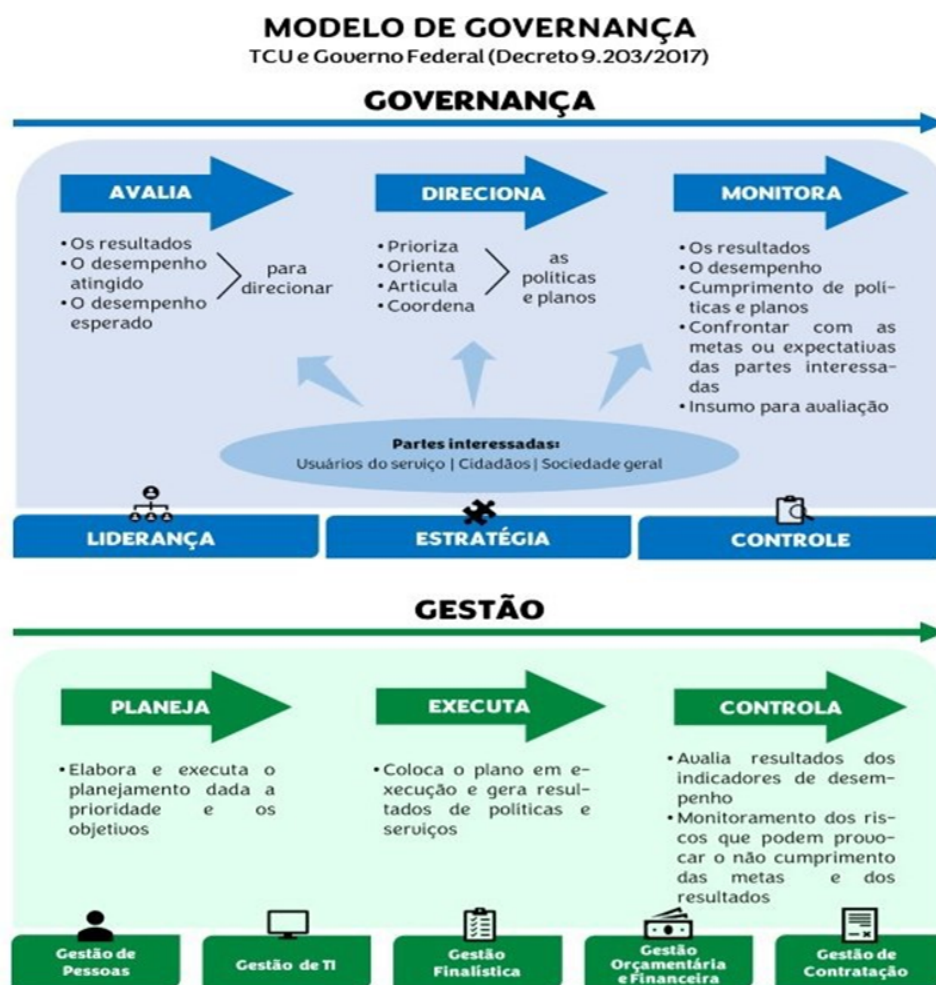 MODELO DE GOVERNANÇA
TCU e Governo Federal (Decreto 9.203/2017)
GOVERNANÇA
AVALIA
• Os resultados
• O desempenho
atingido
• O desempenho
esperado
para
direcionar
DIRECIONA
• Prioriza
• Orienta
• Articula
• Coordena
as
políticas
e planos
MONITORA
• Os resultados
• O desempenho
• Cumprimento de polí-
ticas e planos
• Confrontar com as
metas ou expectativas
das partes interessa-
das
• Insumo para avaliação
Partes interessadas:
Usuários do serviço | Cidadãos | Sociedade geral
LIDERANÇA
ESTRATÉGIA
CONTROLE
GESTÃO
PLANEJA
• Elabora e executa o
planejamento dada a
prioridade e os
objetivos
EXECUTA
• Coloca o plano em e-
xecução e gera resul-
tados de políticas e
serviços
CONTROLA
• Avalia resultados dos
indicadores de desem-
penho
• Monitoramento dos ris-
cos que podem provo-
car o não cumprimento
das metas e dos
resultados
Gestão de
Pessoas
Gestão de TI
Gestão
Finalística
Gestão
Orçamentária
e Financeira
Gestão de
Contratação